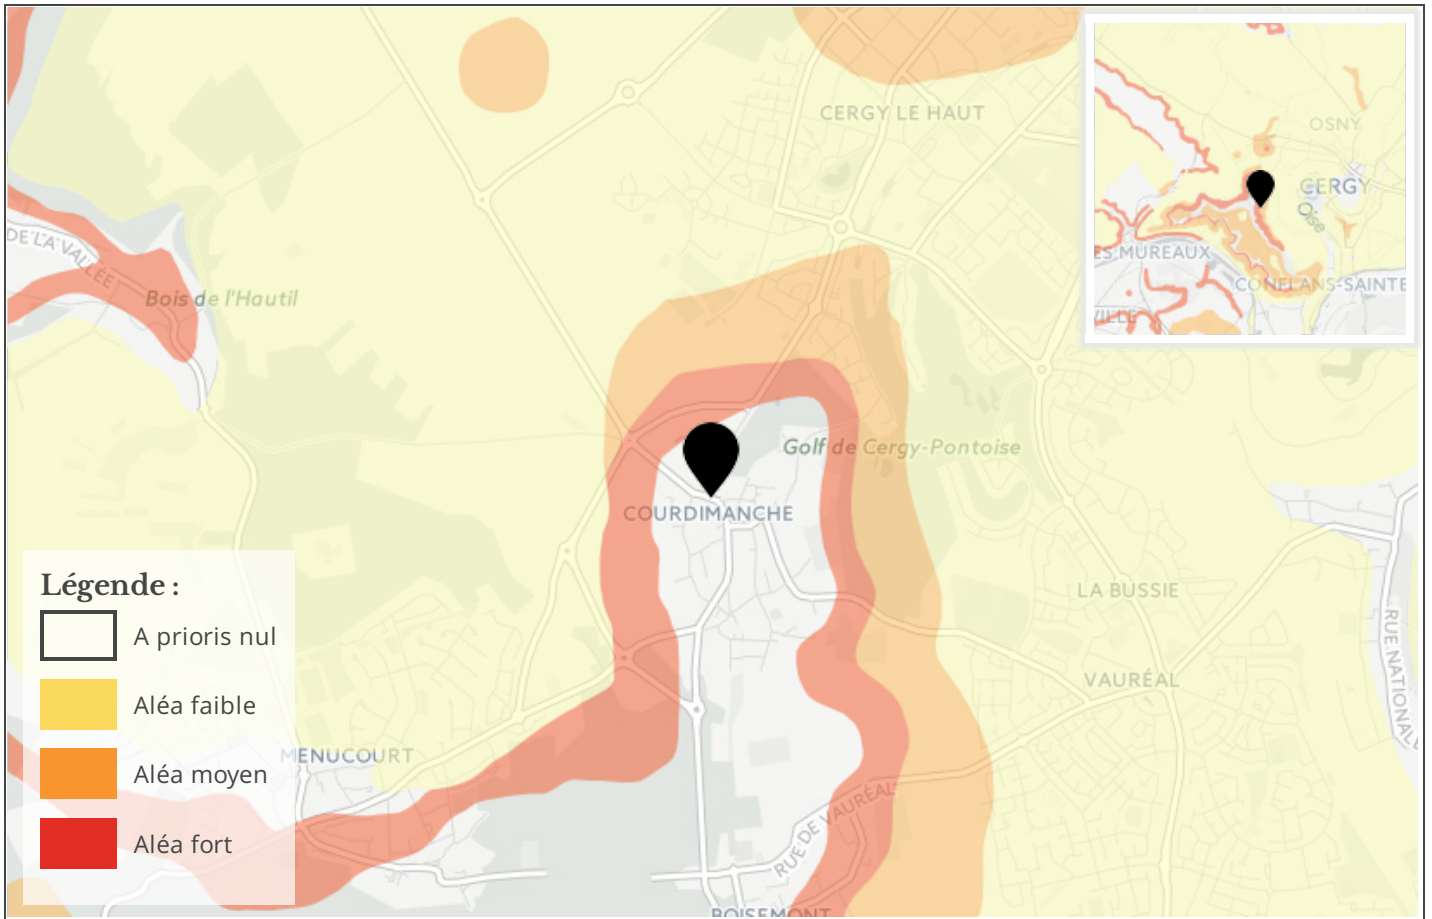 CERGY LE HAUT
OSNY
CERGY
Oise
ES MUREAUX
CONFLANS-SAINTE
VILLE
DE LA VALLÉE
Bois de l'Hautil
Golf de Cergy-Pontoise
COURDIMANCHE
LA BUSSIE
RUE NATIONALE
VAURÉAL
MENUCOURT
RUE DE VAURÉAL
BOISEMONT
Légende :
A prioris nul
Aléa faible
Aléa moyen
Aléa fort